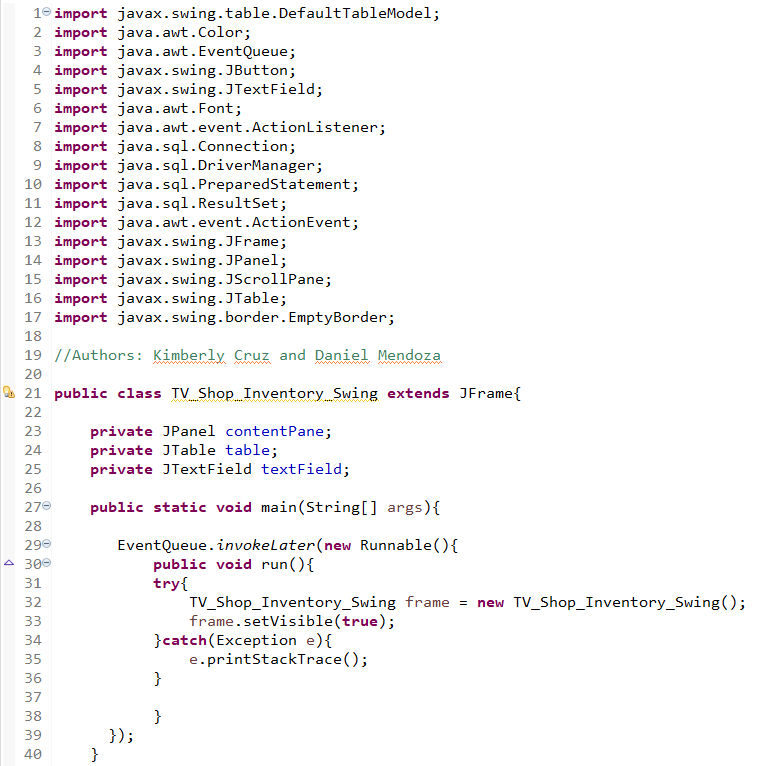 1 import javax.swing.table.DefaultTableModel;
2 import java.awt.Color;
3 import java.awt.EventQueue;
4 import javax.swing.JButton;
5 import javax.swing.JTextField;
6 import java.awt.Font;
7 import java.awt.event.ActionListener;
8 import java.sql.Connection;
9 import java.sql.DriverManager;
10 import java.sql.PreparedStatement;
11 import java.sql.ResultSet;
12 import java.awt.event.ActionEvent;
13 import javax.swing.JFrame;
14 import javax.swing.JPanel;
15 import javax.swing.JScrollPane;
16 import javax.swing.JTable;
17 import javax.swing.border.EmptyBorder;
18
19 //Authors: Kimberly Cruz and Daniel Mendoza
20
21 public class TV_Shop_Inventory_Swing extends JFrame{
22
23     private JPanel contentPane;
24     private JTable table;
25     private JTextField textField;
26
27     public static void main(String[] args){
28
29        EventQueue.invokeLater(new Runnable(){
30            public void run(){
31            try{
32                TV_Shop_Inventory_Swing frame = new TV_Shop_Inventory_Swing();
33                frame.setVisible(true);
34            }catch(Exception e){
35                e.printStackTrace();
36            }
37
38            }
39       });
40     }